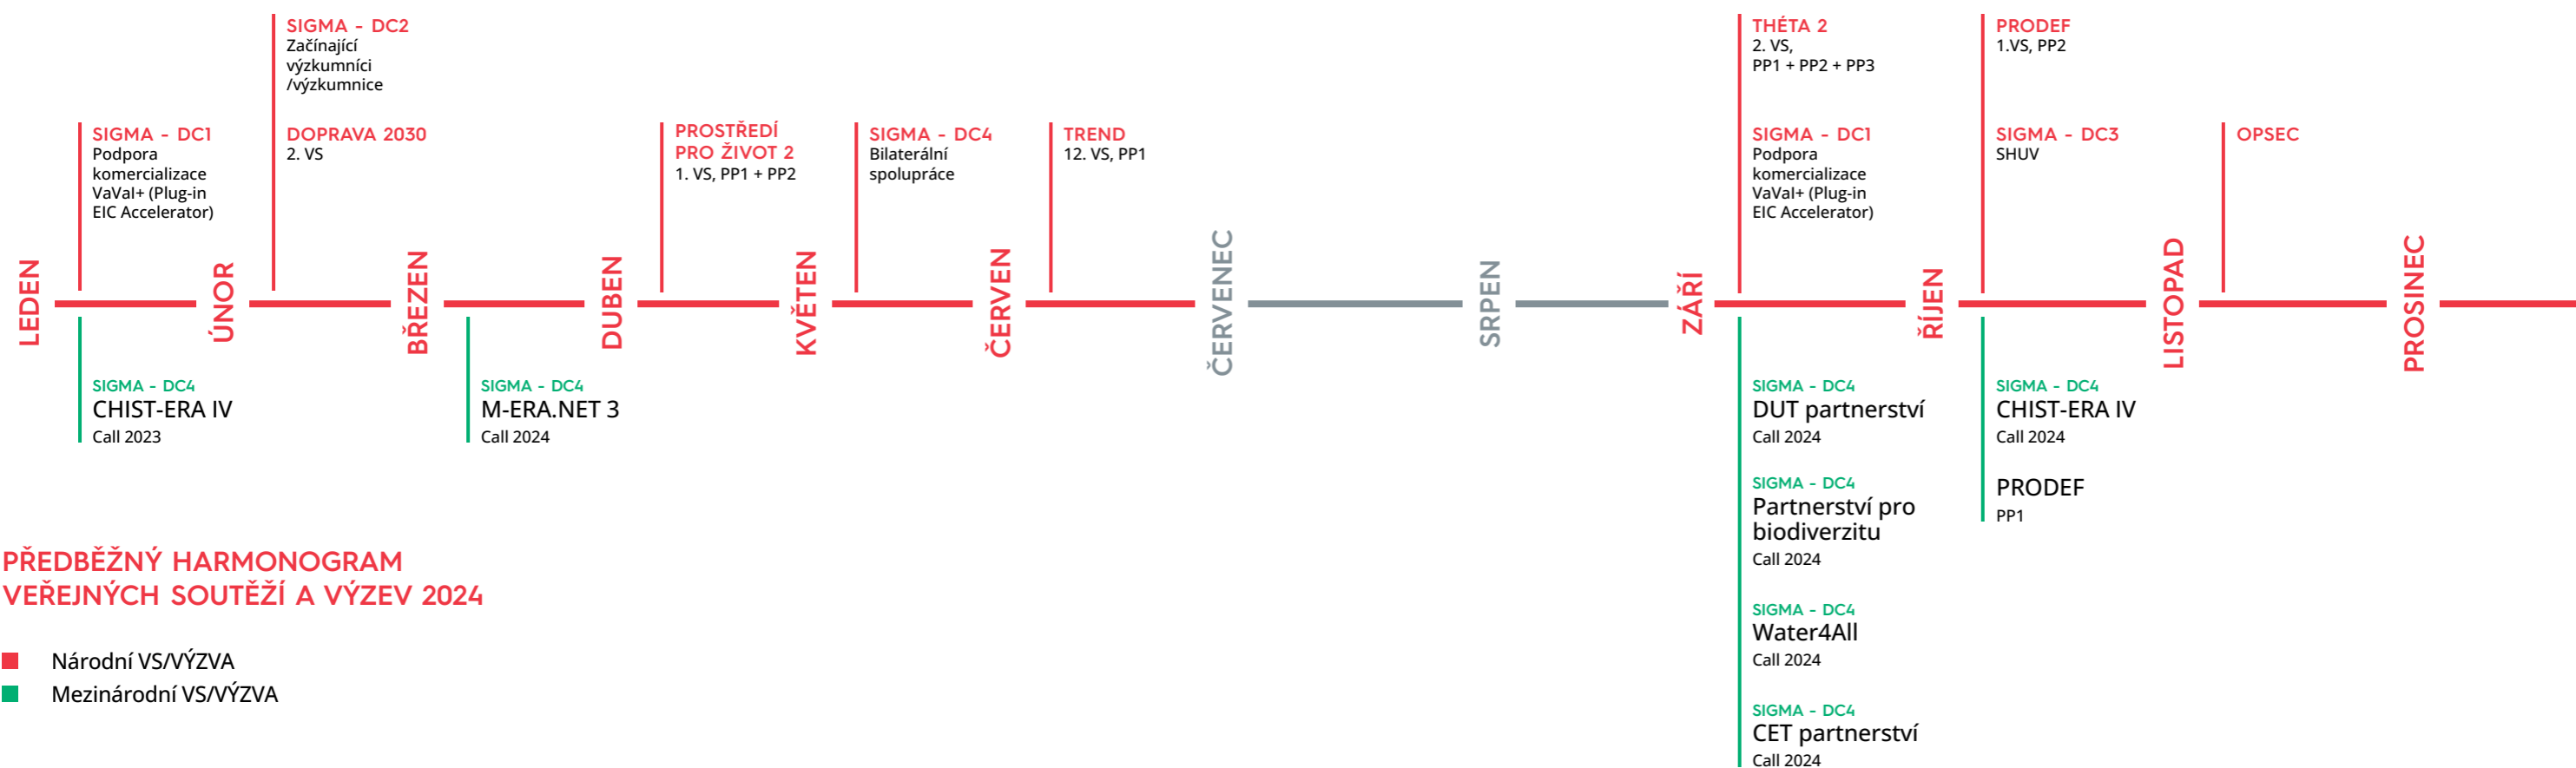 SIGMA - DC2
Začínající
výzkumníci
/výzkumnice
THÉTA 2
2. VS,
PP1 + PP2 + PP3
PRODEF
1.VS, PP2
SIGMA - DC1
Podpora
komercializace
VaVaI+ (Plug-in
EIC Accelerator)
DOPRAVA 2030
2. VS
PROSTŘEDÍ
PRO ŽIVOT 2
1. VS, PP1 + PP2
SIGMA - DC4
Bilaterální
spolupráce
TREND
12. VS, PP1
SIGMA - DC1
Podpora
komercializace
VaVaI+ (Plug-in
EIC Accelerator)
SIGMA - DC3
SHUV
OPSEC
LEDEN
ÚNOR
BŘEZEN
DUBEN
KVĚTEN
ČERVEN
ČERVENEC
SRPEN
ZÁŘÍ
ŘÍJEN
LISTOPAD
PROSINEC
SIGMA - DC4
CHIST-ERA IV
Call 2023
SIGMA - DC4
M-ERA.NET 3
Call 2024
SIGMA - DC4
DUT partnerství
Call 2024
SIGMA - DC4
Partnerství pro
biodiverzitu
Call 2024
SIGMA - DC4
Water4All
Call 2024
SIGMA - DC4
CET partnerství
Call 2024
SIGMA - DC4
CHIST-ERA IV
Call 2024
PRODEF
PP1
PŘEDBĚŽNÝ HARMONOGRAM
VEŘEJNÝCH SOUTĚŽÍ A VÝZEV 2024
Národní VS/VÝZVA
Mezinárodní VS/VÝZVA